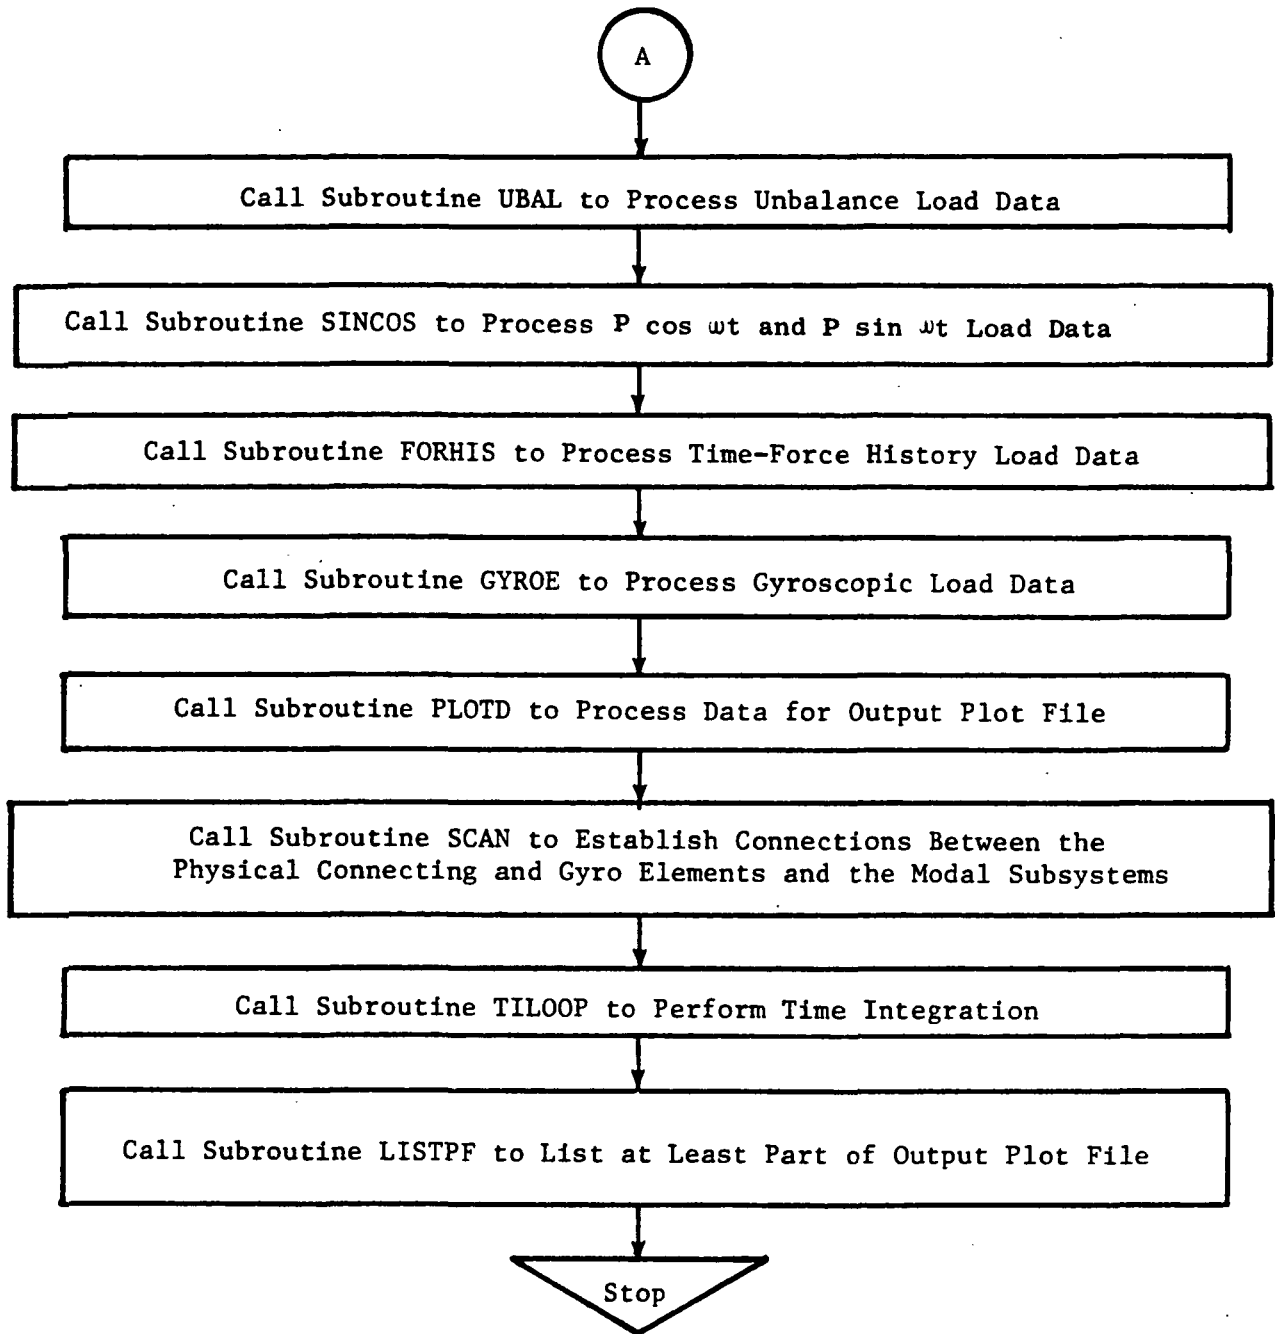 A
Call Subroutine UBAL to Process Unbalance Load Data
Call Subroutine SINCOS to Process P cos ωt and P sin ωt Load Data
Call Subroutine FORHIS to Process Time-Force History Load Data
Call Subroutine GYROE to Process Gyroscopic Load Data
Call Subroutine PLOTD to Process Data for Output Plot File
Call Subroutine SCAN to Establish Connections Between the
Physical Connecting and Gyro Elements and the Modal Subsystems
Call Subroutine TILOOP to Perform Time Integration
Call Subroutine LISTPF to List at Least Part of Output Plot File
Stop